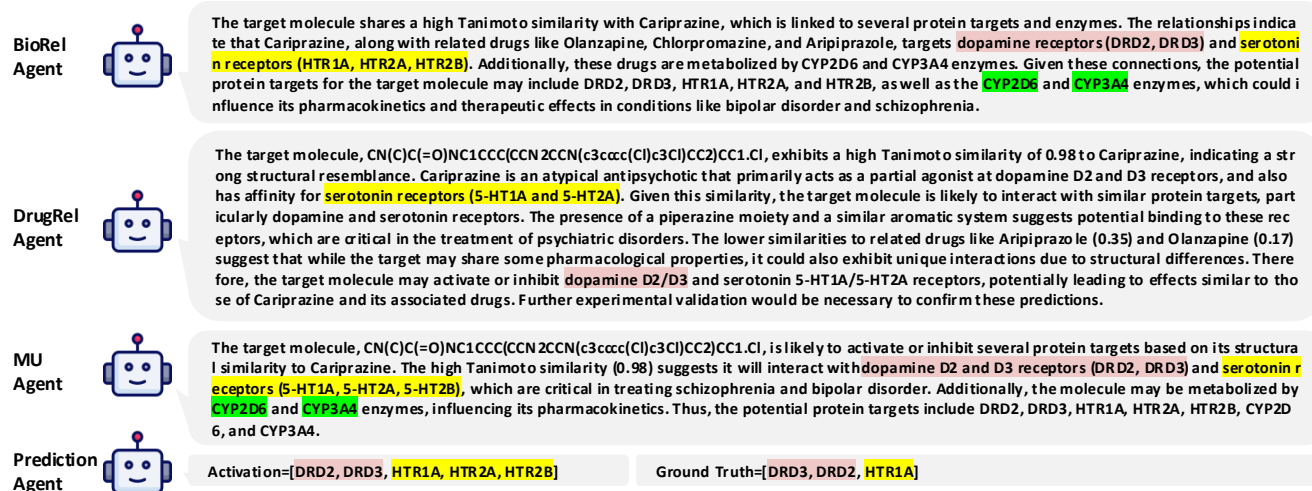 BioRel
Agent
The target molecule shares a high Tanimoto similarity with Cariprazine, which is linked to several protein targets and enzymes. The relationships indica
te that Cariprazine, along with related drugs like Olanzapine, Chlorpromazine, and Aripiprazole, targets dopamine receptors (DRD2, DRD3) and serotoni
n receptors (HTR1A, HTR2A, HTR2B). Additionally, these drugs are metabolized by CYP2D6 and CYP3A4 enzymes. Given these connections, the potential
protein targets for the target molecule may include DRD2, DRD3, HTR1A, HTR2A, and HTR2B, as well as the CYP2D6 and CYP3A4 enzymes, which could i
nfluence its pharmacokinetics and therapeutic effects in conditions like bipolar disorder and schizophrenia.
DrugRel
Agent
The target molecule, CN(C)C(=O)NC1CCC(CCN2CCN(c3cccc(Cl)c3Cl)CC2)CC1.Cl, exhibits a high Tanimoto similarity of 0.98 to Cariprazine, indicating a str
ong structural resemblance. Cariprazine is an atypical antipsychotic that primarily acts as a partial agonist at dopamine D2 and D3 receptors, and also
has affinity for serotonin receptors (5-HT1A and 5-HT2A). Given this similarity, the target molecule is likely to interact with similar protein targets, part
icularly dopamine and serotonin receptors. The presence of a piperazine moiety and a similar aromatic system suggests potential binding to these rec
eptors, which are critical in the treatment of psychiatric disorders. The lower similarities to related drugs like Aripiprazole (0.35) and Olanzapine (0.17)
suggest that while the target may share some pharmacological properties, it could also exhibit unique interactions due to structural differences. There
fore, the target molecule may activate or inhibit dopamine D2/D3 and serotonin 5-HT1A/5-HT2A receptors, potentially leading to effects similar to tho
se of Cariprazine and its associated drugs. Further experimental validation would be necessary to confirm these predictions.
MU
Agent
The target molecule, CN(C)C(=O)NC1CCC(CCN2CCN(c3cccc(Cl)c3Cl)CC2)CC1.Cl, is likely to activate or inhibit several protein targets based on its structura
l similarity to Cariprazine. The high Tanimoto similarity (0.98) suggests it will interact with dopamine D2 and D3 receptors (DRD2, DRD3) and serotonin r
eceptors (5-HT1A, 5-HT2A, 5-HT2B), which are critical in treating schizophrenia and bipolar disorder. Additionally, the molecule may be metabolized by
CYP2D6 and CYP3A4 enzymes, influencing its pharmacokinetics. Thus, the potential protein targets include DRD2, DRD3, HTR1A, HTR2A, HTR2B, CYP2D
6, and CYP3A4.
Prediction
Agent
Activation=[DRD2, DRD3, HTR1A, HTR2A, HTR2B]
Ground Truth=[DRD3, DRD2, HTR1A]